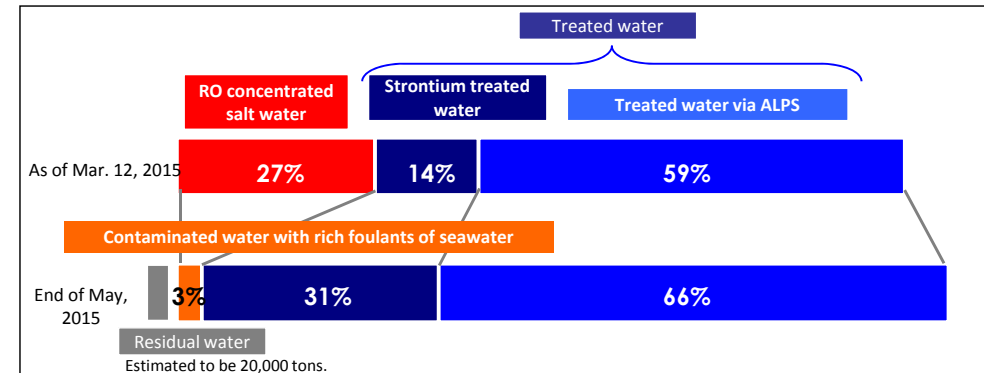 Treated water
RO concentrated
salt water
Strontium treated
water
Treated water via ALPS
As of Mar. 12, 2015
27%
14%
59%
Contaminated water with rich foulants of seawater
End of May,
2015
3%
31%
66%
Residual water
Estimated to be 20,000 tons.